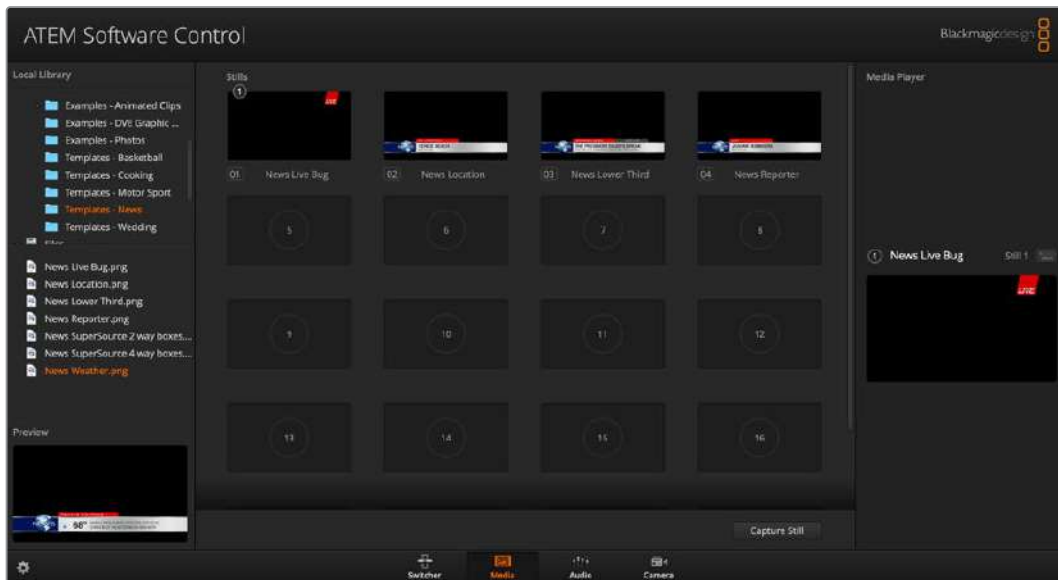 ATEM Software Control
Blackmagicdesign
Local Library
Examples - Animated Clips
Examples - DVE Graphic ...
Examples - Photos
Templates - Basketball
Templates - Cooking
Templates - Motor Sport
Templates - News
Templates - Wedding
News Live Bug.png
News Location.png
News Lower Third.png
News Reporter.png
News SuperSource 2 way boxes....
News SuperSource 4 way boxes....
News Weather.png
Preview
68°
Stills
1
LIVE
01 News Live Bug
02 News Location
03 News Lower Third
04 News Reporter
5 6 7 8
9 10 11 12
13 14 15 16
Capture Still
Media Player
1 News Live Bug Still 1
LIVE
Switcher Media Audio Camera